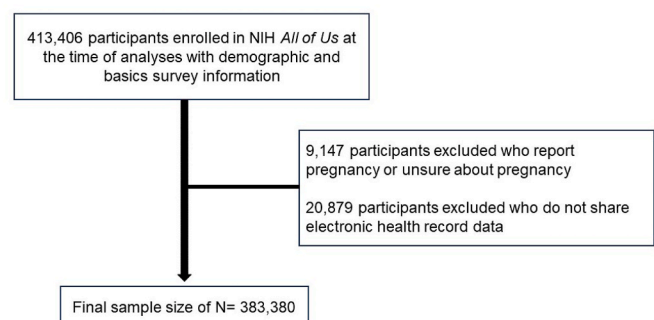 413,406 participants enrolled in NIH All of Us at
the time of analyses with demographic and
basics survey information
9,147 participants excluded who report
pregnancy or unsure about pregnancy
20,879 participants excluded who do not share
electronic health record data
Final sample size of N= 383,380